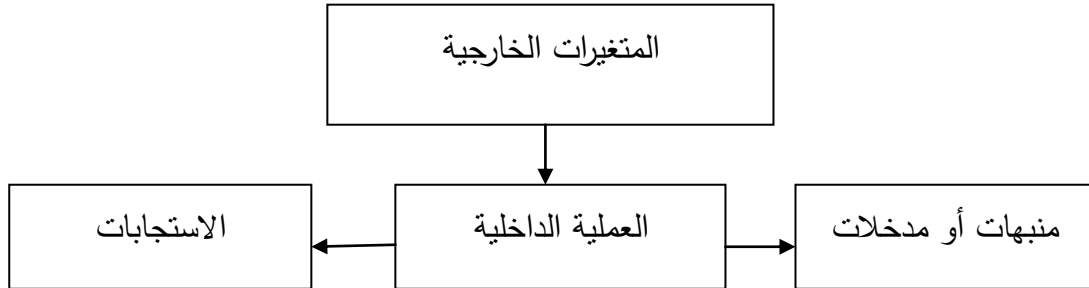 المتغيرات الخارجية
منبهات أو مدخلات
العملية الداخلية
الاستجابات